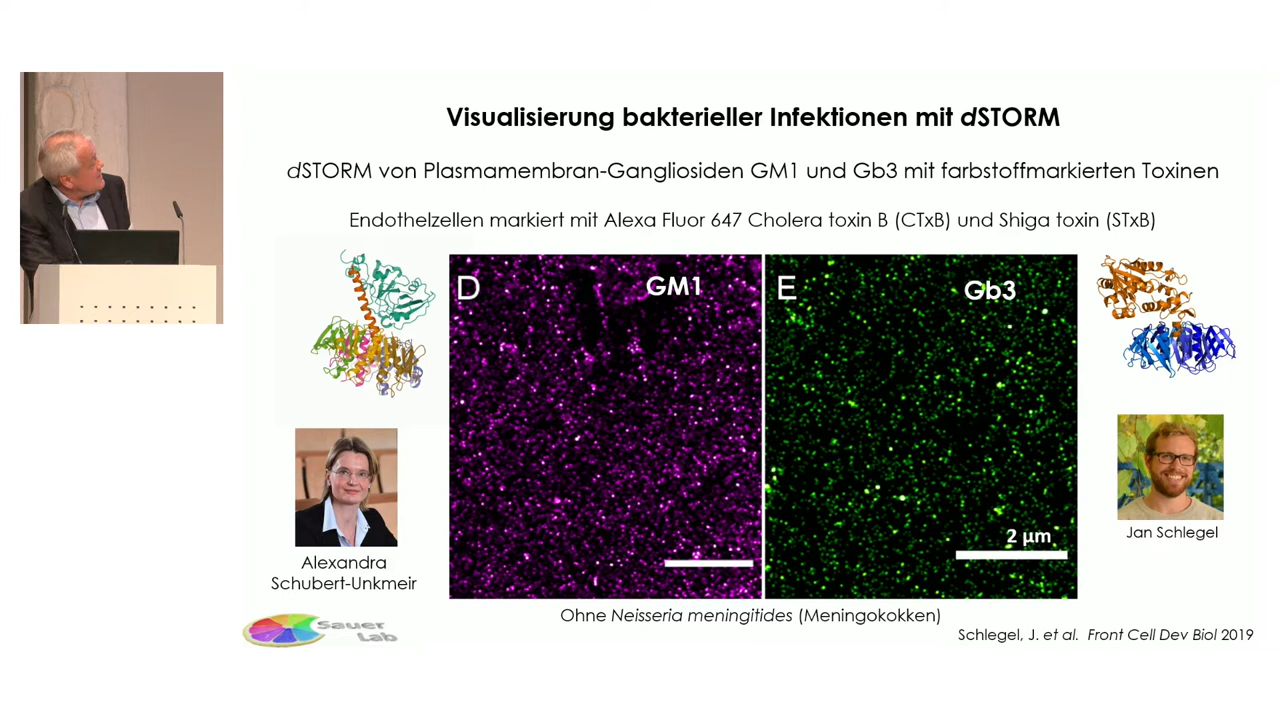 Visualisierung bakterieller Infektionen mit dSTORM
dSTORM von Plasmamembran-Gangliosiden GM1 und Gb3 mit farbstoffmarkierten Toxinen
Endothelzellen markiert mit Alexa Fluor 647 Cholera toxin B (CTxB) und Shiga toxin (STxB)
D
GM1
E
Gb3
2 µm
Alexandra
Schubert-Unkmeir
Jan Schlegel
Ohne Neisseria meningitides (Meningokokken)
Sauer
Lab
Schlegel, J. et al. Front Cell Dev Biol 2019